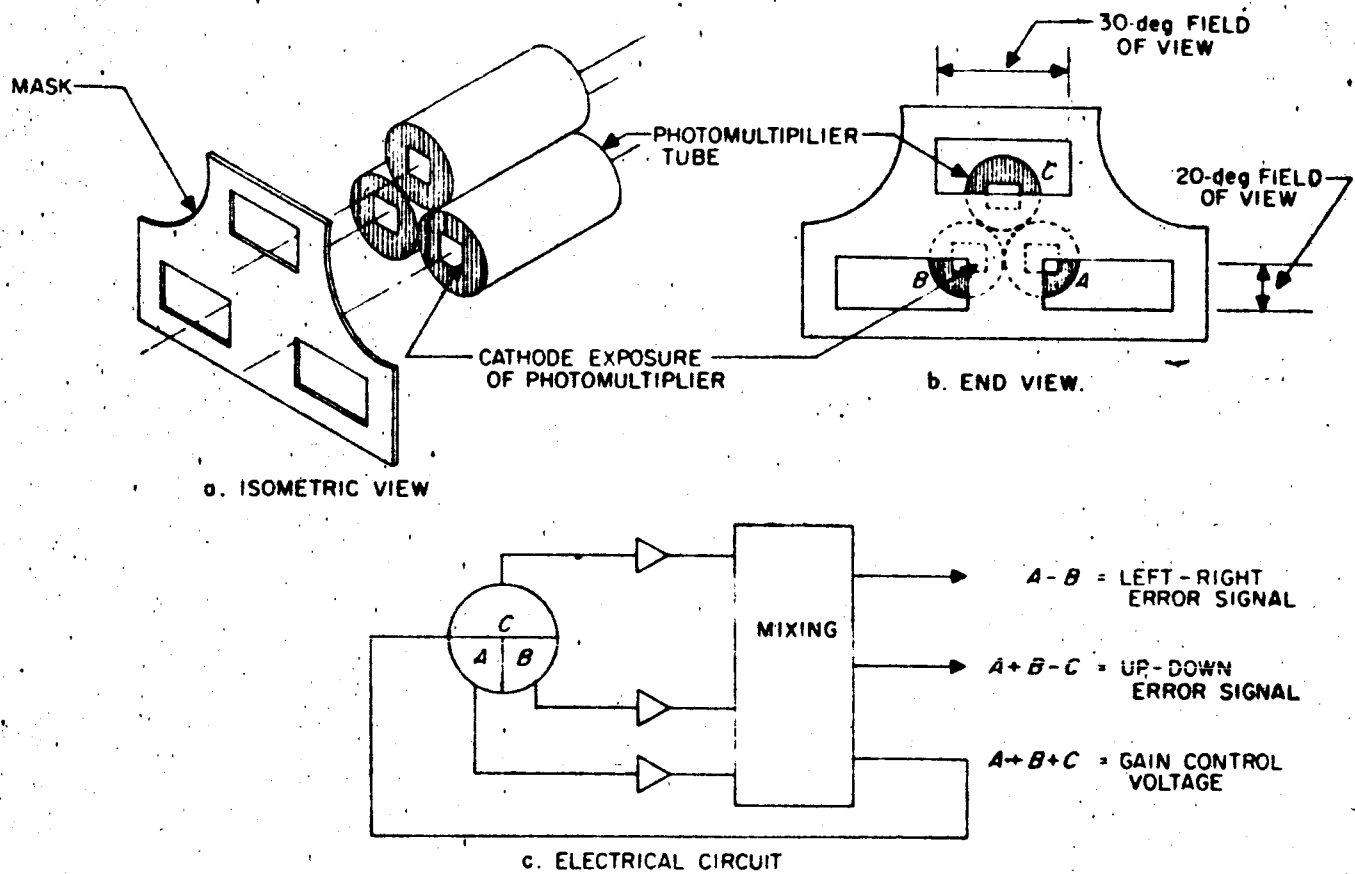 MASK
PHOTOMULTIPILIER
TUBE
30-deg FIELD
OF VIEW
C
20-deg FIELD
OF VIEW
B
A
CATHODE EXPOSURE
OF PHOTOMULTIPLIER
b. END VIEW.
a. ISOMETRIC VIEW
C
A B
MIXING
A - B = LEFT - RIGHT
ERROR SIGNAL
A + B - C = UP - DOWN
ERROR SIGNAL
A + B + C = GAIN CONTROL
VOLTAGE
c. ELECTRICAL CIRCUIT